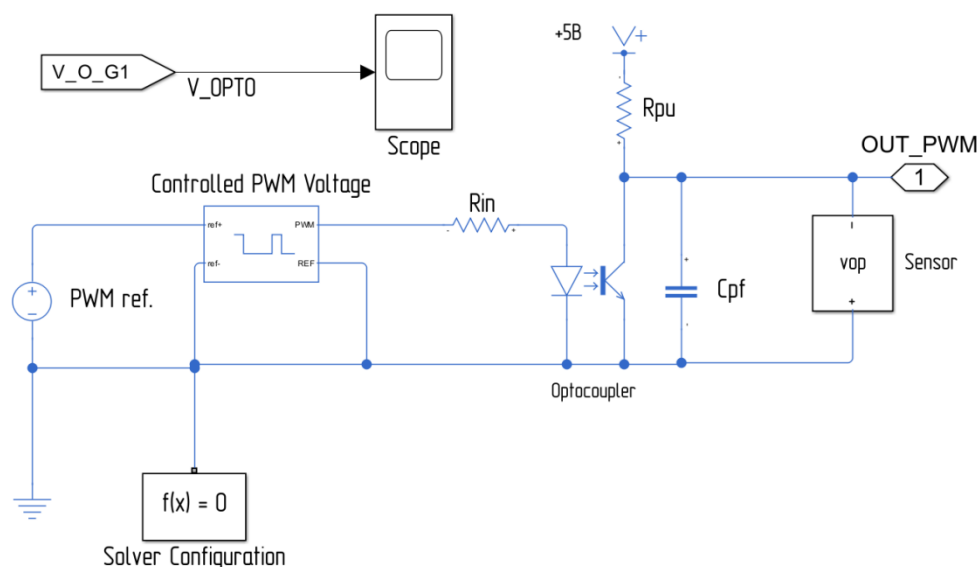 V_O_G1
V_OPTO
Scope
+5B
+
-
Rpu
+
OUT_PWM
1
Controlled PWM Voltage
ref+
PWM
ref-
REF
Rin
-
+
+
-
PWM ref.
+
-
Cpf
-
vop
+
Sensor
Optocoupler
f(x) = 0
Solver Configuration